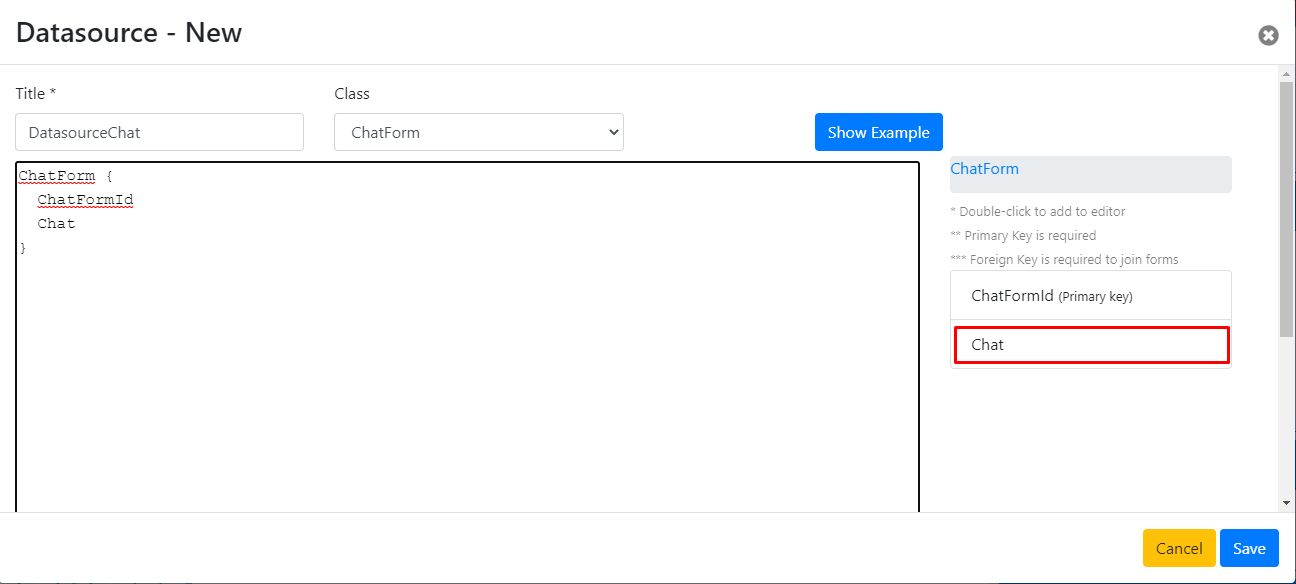 Datasource - New
Title *
Class
DatasourceChat
ChatForm
Show Example
ChatForm {
ChatFormId
Chat
}
ChatForm
* Double-click to add to editor
** Primary Key is required
*** Foreign Key is required to join forms
ChatFormId (Primary key)
Chat
Cancel
Save